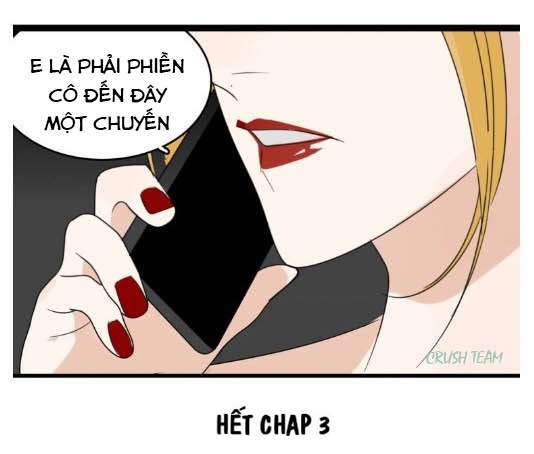 E LÀ PHẢI PHIỀN
CÔ ĐẾN ĐÂY
MỘT CHUYẾN
CRUSH TEAM
HẾT CHAP 3